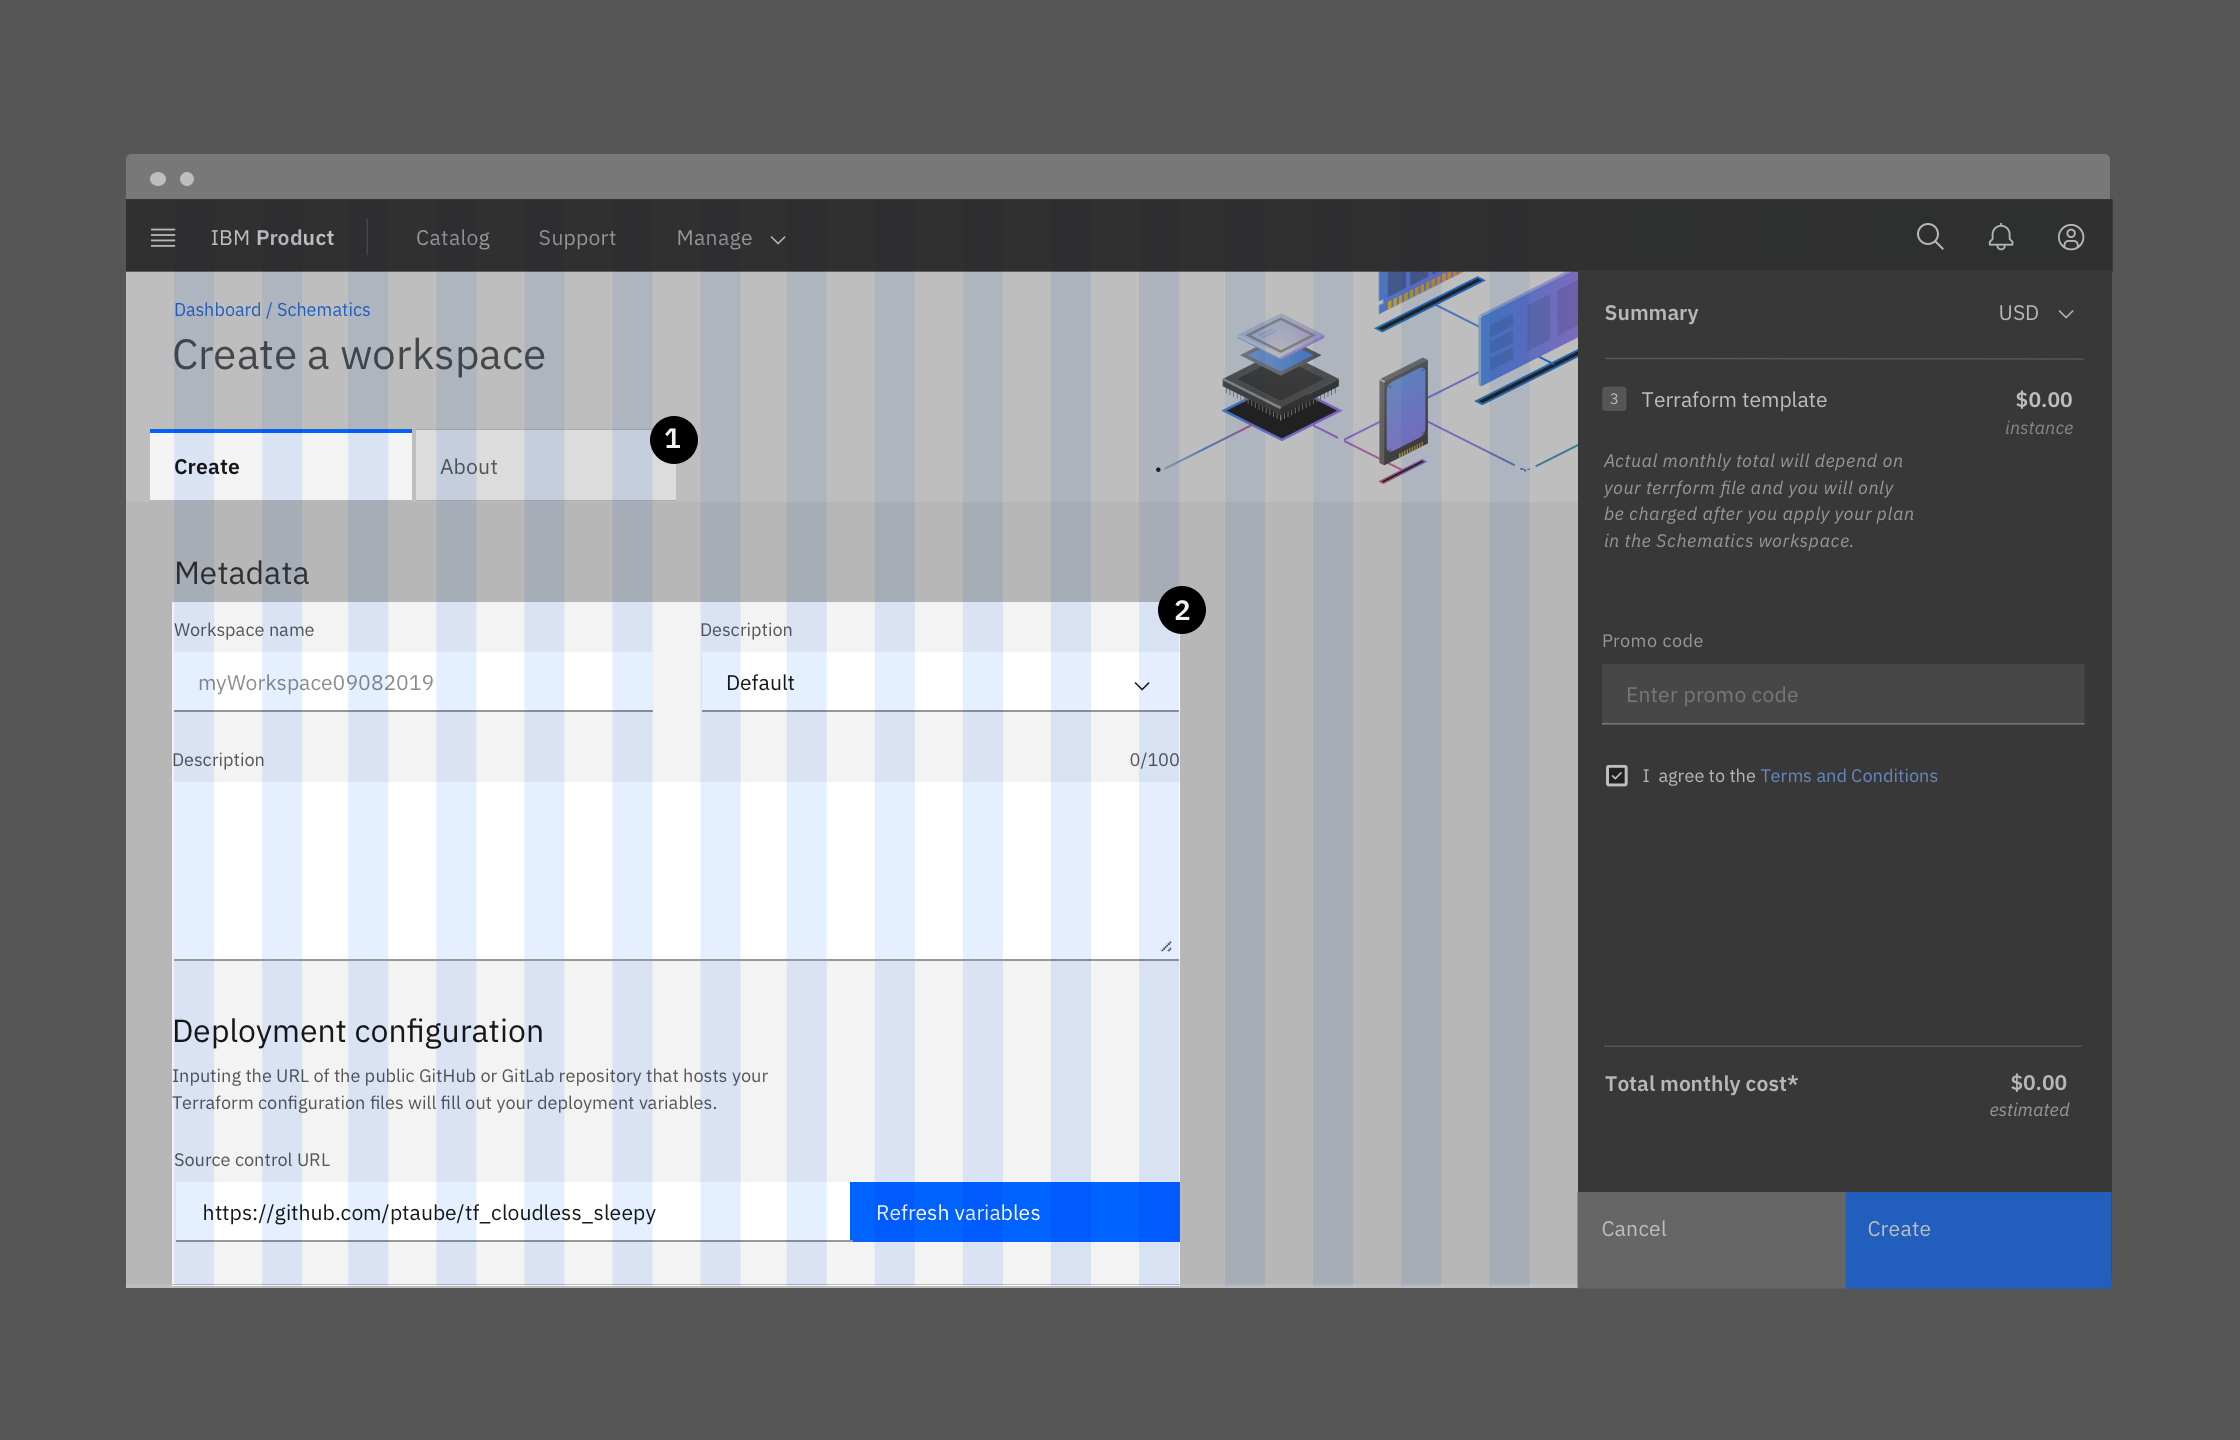 IBM Product
Catalog
Support
Manage
Dashboard / Schematics
Create a workspace
Create
About
1
Metadata
2
Workspace name
Description
myWorkspace09082019
Default
Description
0/100
Deployment configuration
Inputing the URL of the public GitHub or GitLab repository that hosts your
Terraform configuration files will fill out your deployment variables.
Source control URL
https://github.com/ptaube/tf_cloudless_sleepy
Refresh variables
Summary
USD
3
Terraform template
$0.00
instance
Actual monthly total will depend on
your terrform file and you will only
be charged after you apply your plan
in the Schematics workspace.
Promo code
Enter promo code
I agree to the Terms and Conditions
Total monthly cost*
$0.00
estimated
Cancel
Create